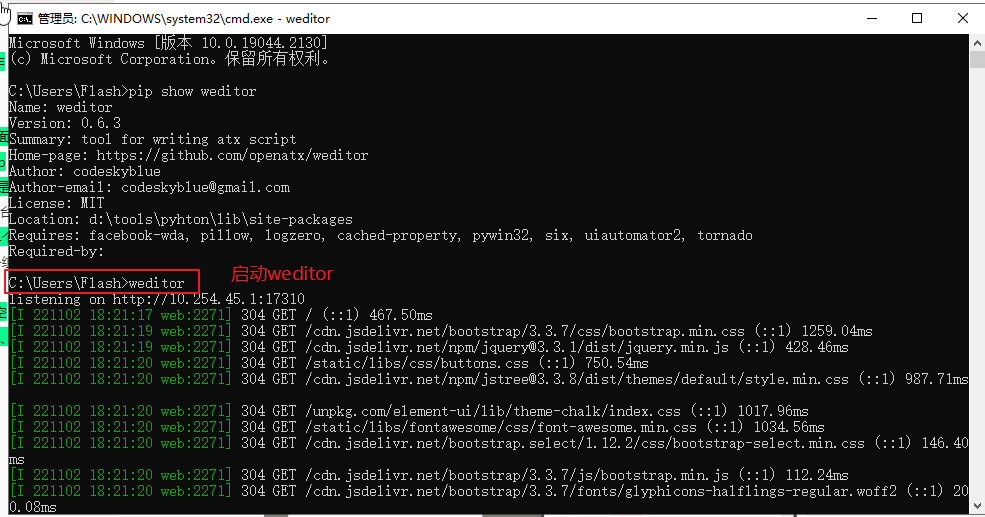 管理员: C:\WINDOWS\system32\cmd.exe - weditor
Microsoft Windows [版本 10.0.19044.2130]
(c) Microsoft Corporation。保留所有权利。
C:\Users\Flash>pip show weditor
Name: weditor
Version: 0.6.3
Summary: tool for writing atx script
Home-page: https://github.com/openatx/weditor
Author: codeskyblue
Author-email: codeskyblue@gmail.com
License: MIT
Location: d:\tools\pyhton\lib\site-packages
Requires: facebook-wda, pillow, logzero, cached-property, pywin32, six, uiautomator2, tornado
Required-by:
C:\Users\Flash>weditor
启动weditor
listening on http://10.254.45.1:17310
[I 221102 18:21:17 web:2271] 304 GET / (::1) 467.50ms
[I 221102 18:21:19 web:2271] 304 GET /cdn.jsdelivr.net/bootstrap/3.3.7/css/bootstrap.min.css (::1) 1259.04ms
[I 221102 18:21:19 web:2271] 304 GET /cdn.jsdelivr.net/npm/jquery@3.3.1/dist/jquery.min.js (::1) 428.46ms
[I 221102 18:21:20 web:2271] 304 GET /static/libs/css/buttons.css (::1) 750.54ms
[I 221102 18:21:20 web:2271] 304 GET /cdn.jsdelivr.net/npm/jstree@3.3.8/dist/themes/default/style.min.css (::1) 987.71ms
[I 221102 18:21:20 web:2271] 304 GET /unpkg.com/element-ui/lib/theme-chalk/index.css (::1) 1017.96ms
[I 221102 18:21:20 web:2271] 304 GET /static/libs/fontawesome/css/font-awesome.min.css (::1) 1034.56ms
[I 221102 18:21:20 web:2271] 304 GET /cdn.jsdelivr.net/bootstrap.select/1.12.2/css/bootstrap-select.min.css (::1) 146.40
ms
[I 221102 18:21:20 web:2271] 304 GET /cdn.jsdelivr.net/bootstrap/3.3.7/js/bootstrap.min.js (::1) 112.24ms
[I 221102 18:21:20 web:2271] 304 GET /cdn.jsdelivr.net/bootstrap/3.3.7/fonts/glyphicons-halflings-regular.woff2 (::1) 20
0.08ms